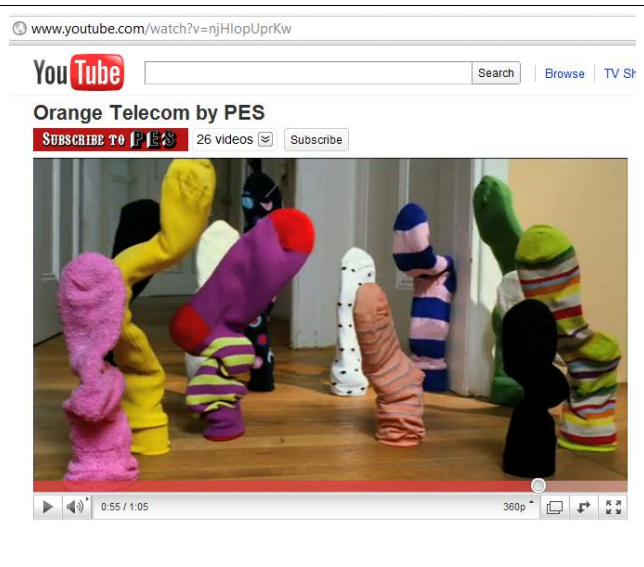 www.youtube.com/watch?v=njHIopUprKw
YouTube Search Browse TV Sh
Orange Telecom by PES
SUBSCRIBE TO PES 26 videos Subscribe
0:55 / 1:05 360p